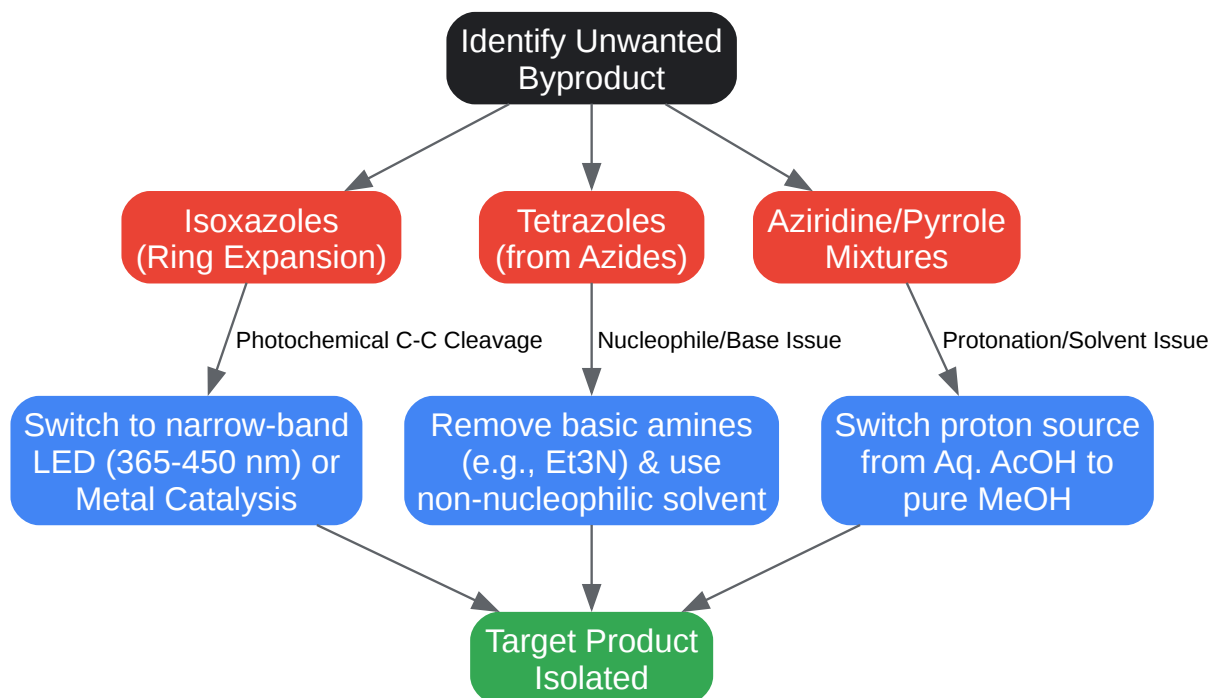 Identify Unwanted
Byproduct
Isoxazoles
(Ring Expansion)
Tetrazoles
(from Azides)
Aziridine/Pyrrole
Mixtures
Photochemical C-C Cleavage
Nucleophile/Base Issue
Protonation/Solvent Issue
Switch to narrow-band
LED (365-450 nm) or
Metal Catalysis
Remove basic amines
(e.g., Et3N) & use
non-nucleophilic solvent
Switch proton source
from Aq. AcOH to
pure MeOH
Target Product
Isolated